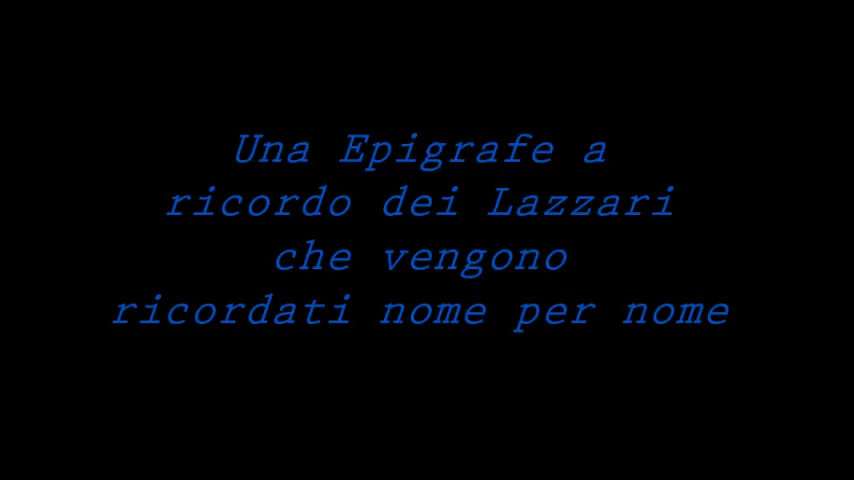 Una Epigrafe a
ricordo dei Lazzari
che vengono
ricordati nome per nome